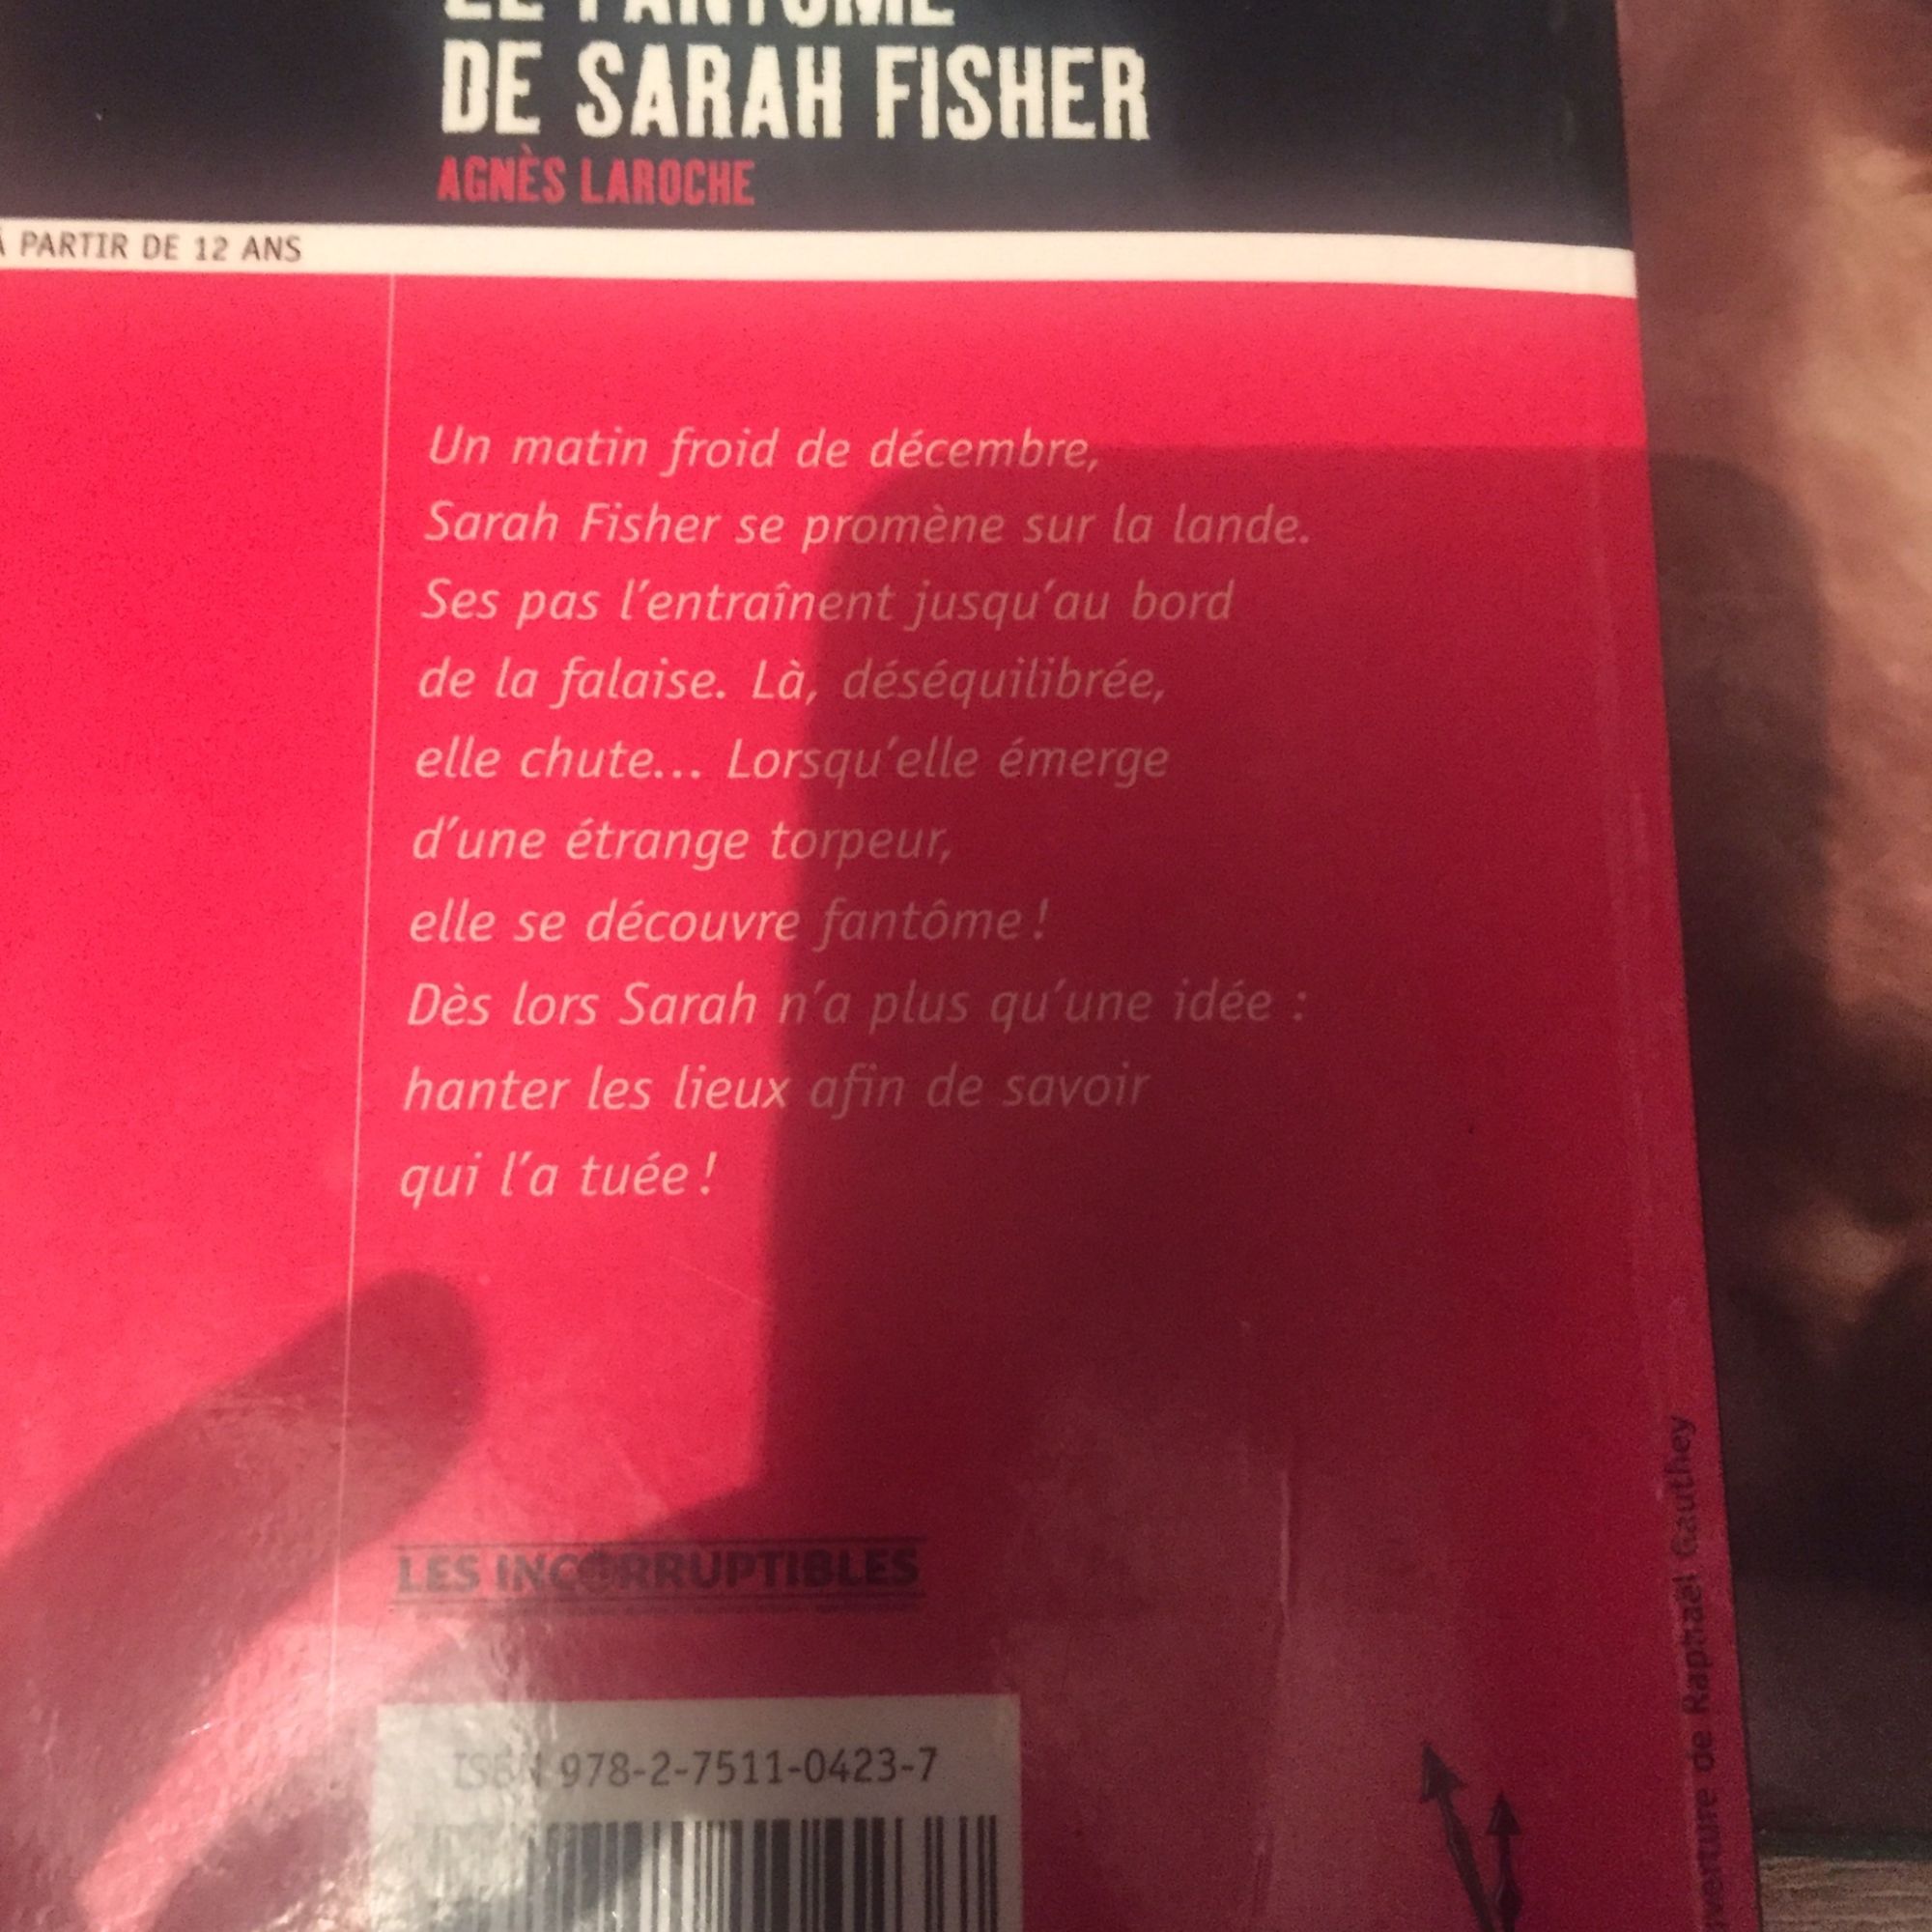 LE FANTÔME
DE SARAH FISHER
AGNÈS LAROCHE
À PARTIR DE 12 ANS
Un matin froid de décembre,
Sarah Fisher se promène sur la lande.
Ses pas l'entraînent jusqu'au bord
de la falaise. Là, déséquilibrée,
elle chute... Lorsqu'elle émerge
d'une étrange torpeur,
elle se découvre fantôme !
Dès lors Sarah n'a plus qu'une idée :
hanter les lieux afin de savoir
qui l'a tuée !
LES INCORRUPTIBLES
ISBN 978-2-7511-0423-7
de Raphaël Gauthey